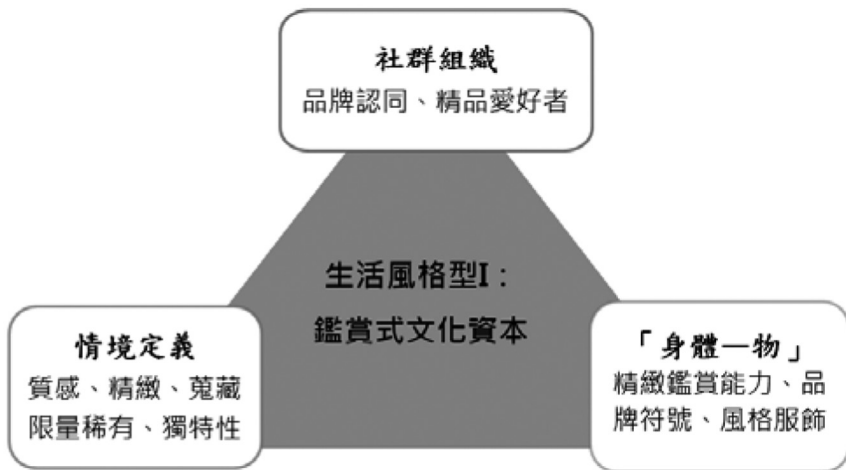 社群組織
品牌認同、精品愛好者
生活風格型I：
鑑賞式文化資本
情境定義
質感、精緻、蒐藏
限量稀有、獨特性
「身體—物」
精緻鑑賞能力、品
牌符號、風格服飾